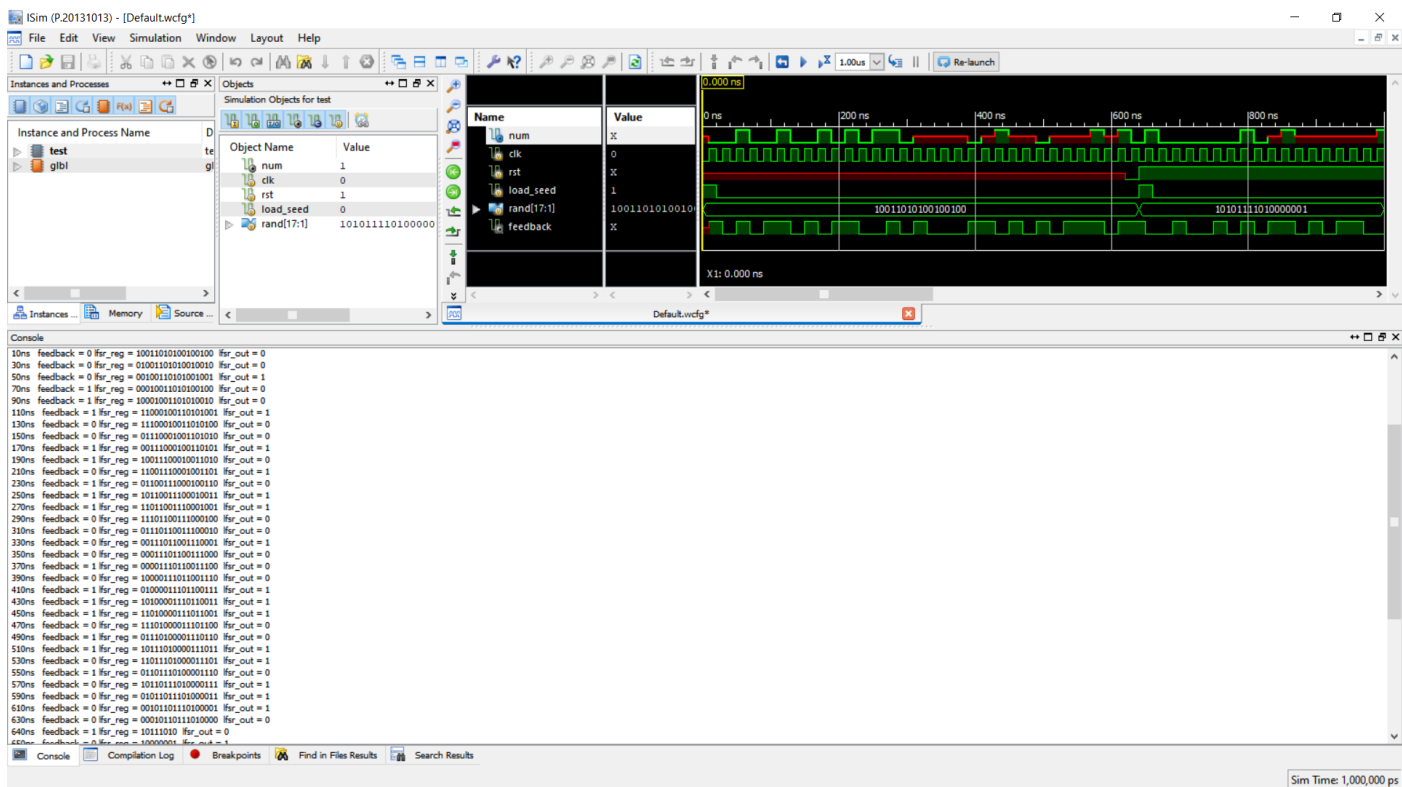 ISim (P.20131013) - [Default.wcfg*]
File Edit View Simulation Window Layout Help
1.00us Re-launch
Instances and Processes
Instance and Process Name D
test te
glbl gl
Instances ... Memory Source ...
Objects
Simulation Objects for test
Object Name Value
num 1
clk 0
rst 1
load_seed 0
rand[17:1] 101011110100000
Name Value
num X
clk 0
rst X
load_seed 1
rand[17:1] 10011010100100
feedback X
0.000 ns
0 ns 200 ns 400 ns 600 ns 800 ns
10011010100100100 10101111010000001
X1: 0.000 ns
Default.wcfg*
Console
10ns feedback = 0 lfsr_reg = 10011010100100100 lfsr_out = 0
30ns feedback = 0 lfsr_reg = 01001101010010010 lfsr_out = 0
50ns feedback = 0 lfsr_reg = 00100110101001001 lfsr_out = 1
70ns feedback = 1 lfsr_reg = 00010011010100100 lfsr_out = 0
90ns feedback = 1 lfsr_reg = 10001001101010010 lfsr_out = 0
110ns feedback = 1 lfsr_reg = 11000100110101001 lfsr_out = 1
130ns feedback = 0 lfsr_reg = 11100010011010100 lfsr_out = 0
150ns feedback = 0 lfsr_reg = 01110001001101010 lfsr_out = 0
170ns feedback = 1 lfsr_reg = 00111000100110101 lfsr_out = 1
190ns feedback = 1 lfsr_reg = 10011100010011010 lfsr_out = 0
210ns feedback = 0 lfsr_reg = 11001110001001101 lfsr_out = 1
230ns feedback = 1 lfsr_reg = 01100111000100110 lfsr_out = 0
250ns feedback = 1 lfsr_reg = 10110011100010011 lfsr_out = 1
270ns feedback = 1 lfsr_reg = 11011001110001001 lfsr_out = 1
290ns feedback = 0 lfsr_reg = 11101100111000100 lfsr_out = 0
310ns feedback = 0 lfsr_reg = 01110110011100010 lfsr_out = 0
330ns feedback = 0 lfsr_reg = 00111011001110001 lfsr_out = 1
350ns feedback = 0 lfsr_reg = 00011101100111000 lfsr_out = 0
370ns feedback = 1 lfsr_reg = 00001110110011100 lfsr_out = 0
390ns feedback = 0 lfsr_reg = 10000111011001110 lfsr_out = 0
410ns feedback = 1 lfsr_reg = 01000011101100111 lfsr_out = 1
430ns feedback = 1 lfsr_reg = 10100001110110011 lfsr_out = 1
450ns feedback = 1 lfsr_reg = 11010000111011001 lfsr_out = 1
470ns feedback = 0 lfsr_reg = 11101000011101100 lfsr_out = 0
490ns feedback = 1 lfsr_reg = 01110100001110110 lfsr_out = 0
510ns feedback = 1 lfsr_reg = 10111010000111011 lfsr_out = 1
530ns feedback = 0 lfsr_reg = 11011101000011101 lfsr_out = 1
550ns feedback = 1 lfsr_reg = 01101110100001110 lfsr_out = 0
570ns feedback = 0 lfsr_reg = 10110111010000111 lfsr_out = 1
590ns feedback = 0 lfsr_reg = 01011011101000011 lfsr_out = 1
610ns feedback = 0 lfsr_reg = 00101101110100001 lfsr_out = 1
630ns feedback = 0 lfsr_reg = 00010110111010000 lfsr_out = 0
640ns feedback = 1 lfsr_reg = 10111010 lfsr_out = 0
650ns feedback = 0 lfsr_reg = 10000001 lfsr_out = 1
Console Compilation Log Breakpoints Find in Files Results Search Results
Sim Time: 1,000,000 ps